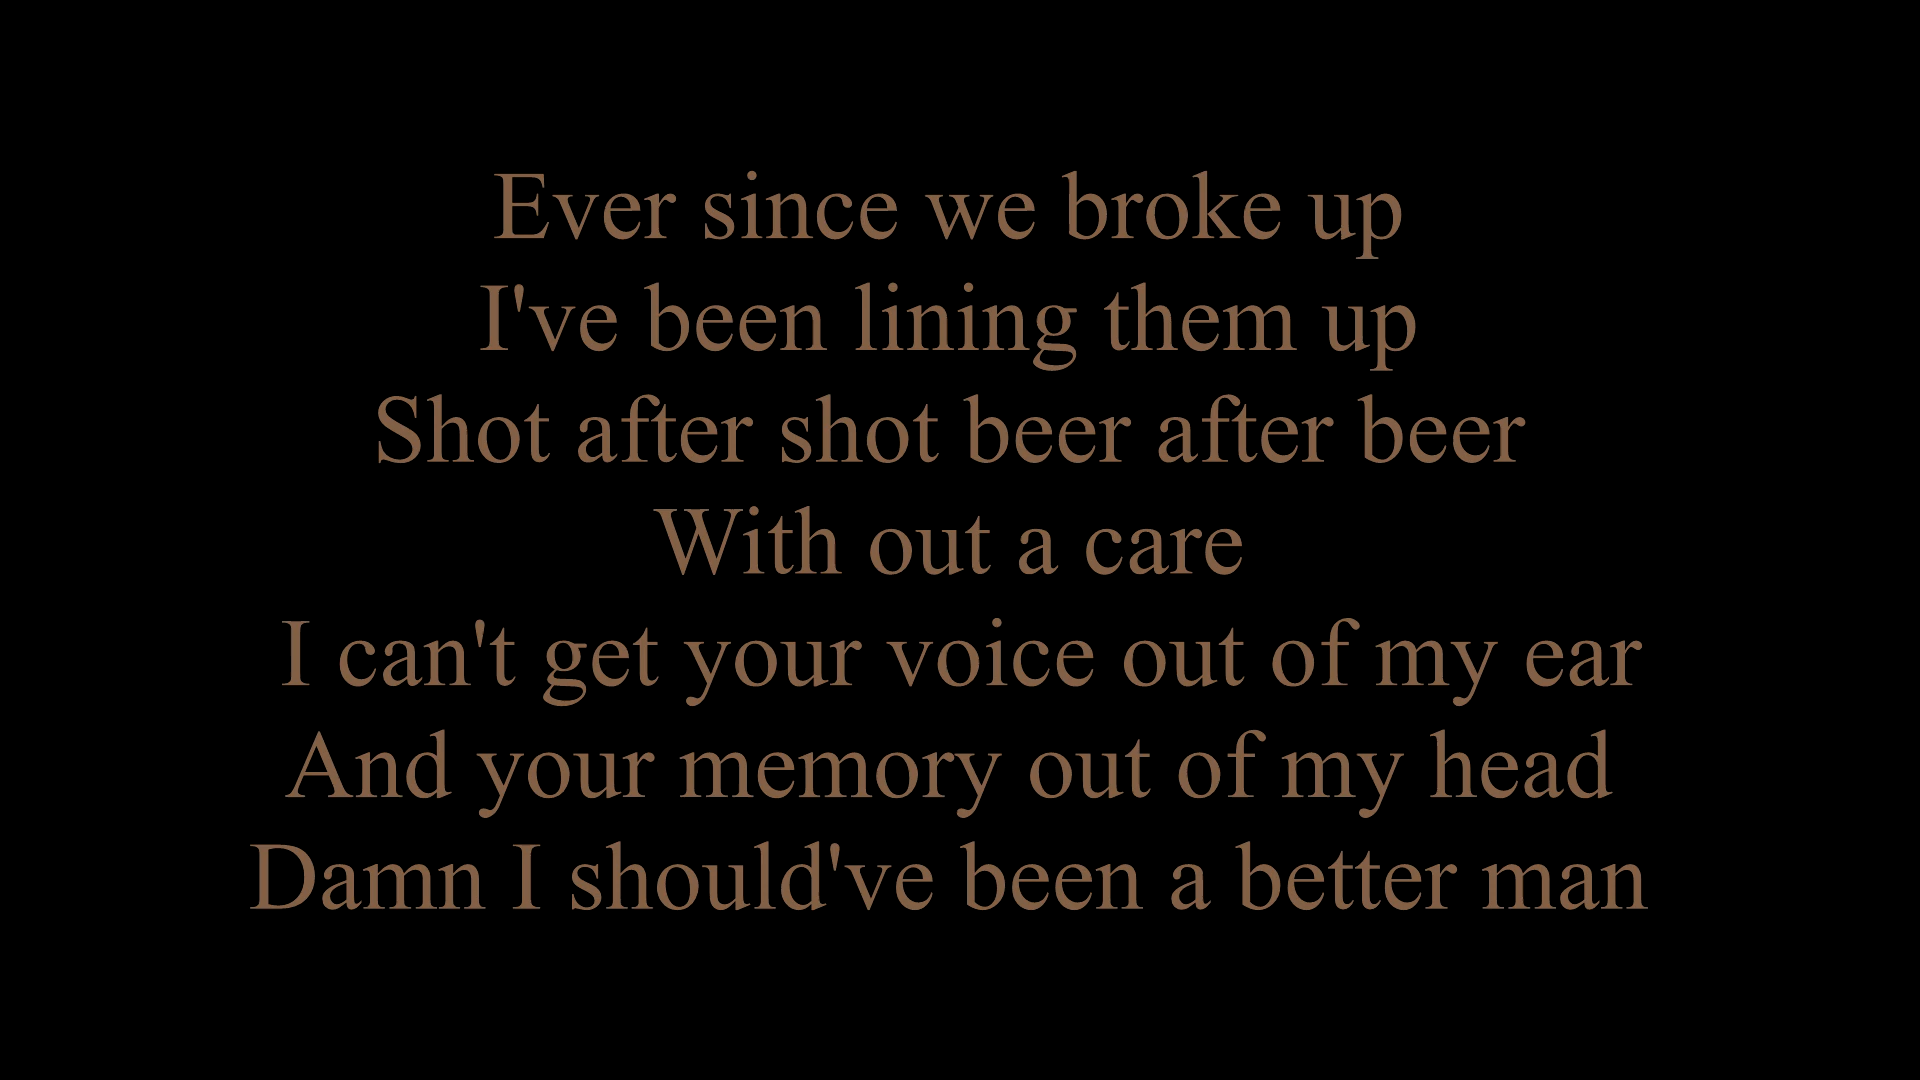 Ever since we broke up
I've been lining them up
Shot after shot beer after beer
With out a care
I can't get your voice out of my ear
And your memory out of my head
Damn I should've been a better man